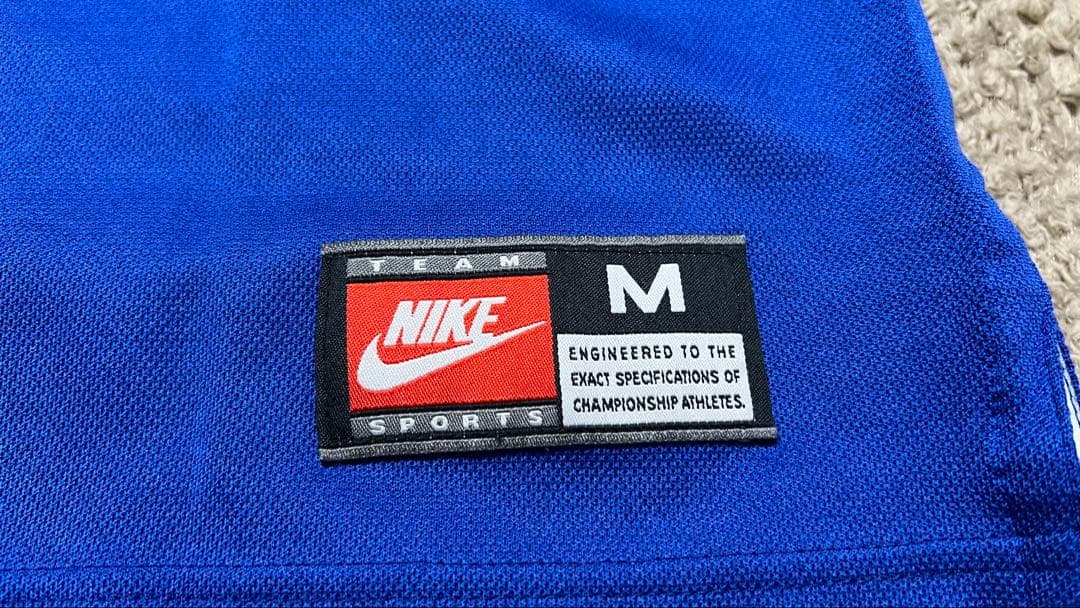 TEAM
NIKE
SPORTS
M
ENGINEERED TO THE
EXACT SPECIFICATIONS OF
CHAMPIONSHIP ATHLETES.